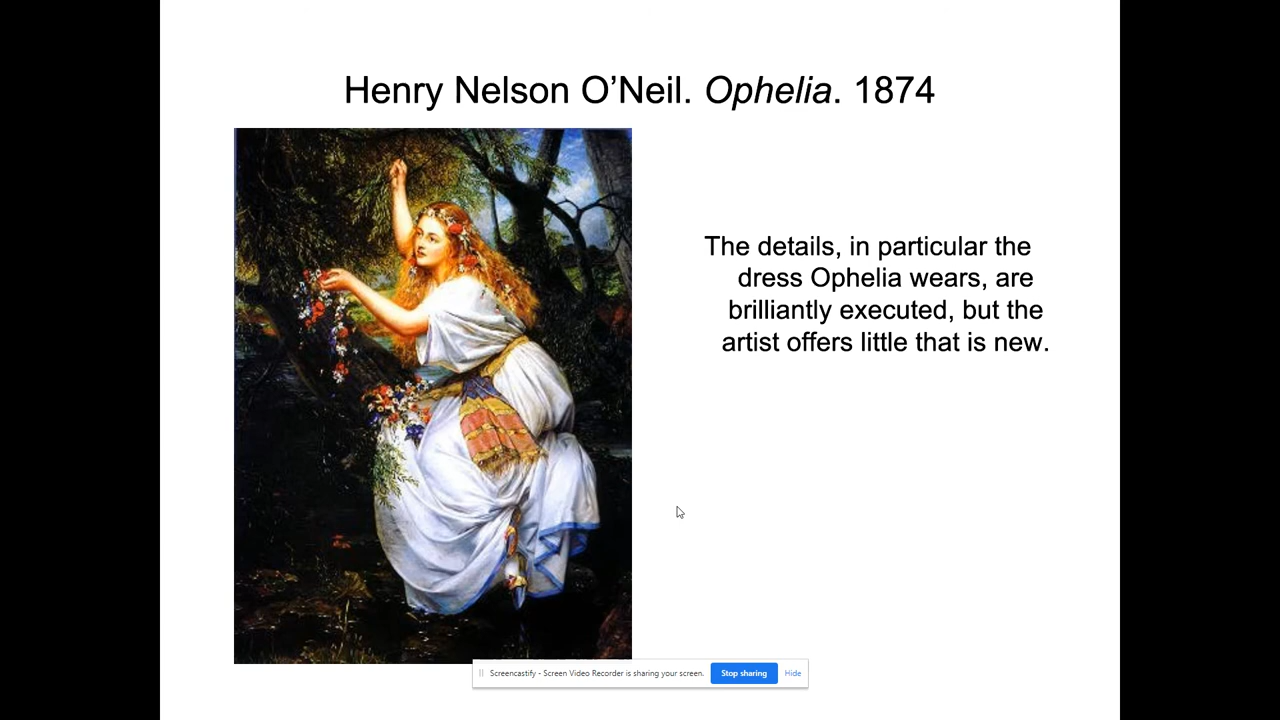 Henry Nelson O’Neil. Ophelia. 1874
The details, in particular the
dress Ophelia wears, are
brilliantly executed, but the
artist offers little that is new.
Screencastify - Screen Video Recorder is sharing your screen. Stop sharing Hide